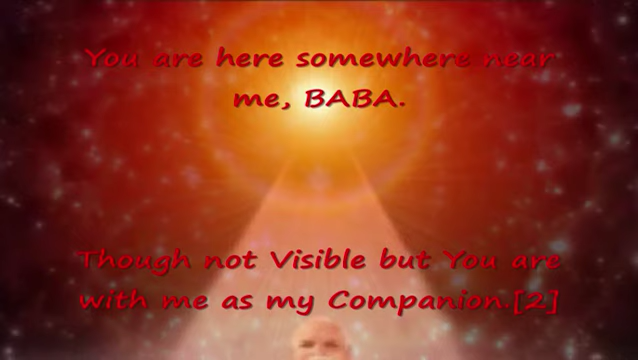 You are here somewhere near
me, BABA.
Though not Visible but You are
with me as my Companion.[2]